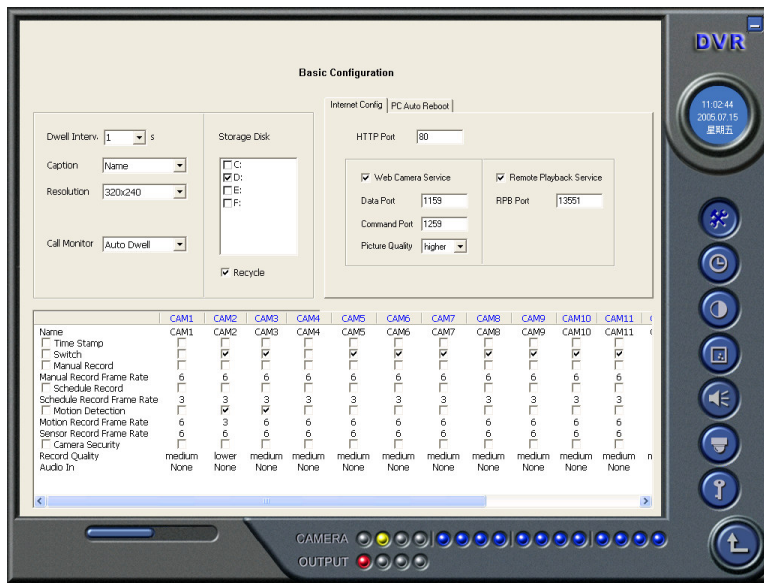 DVR
11:02:44
2005.07.15
星期五
Basic Configuration
Dwell Interv. 1 s
Caption Name
Resolution 320x240
Call Monitor Auto Dwell
Storage Disk
C:
D:
E:
F:
Recycle
Internet Config PC Auto Reboot
HTTP Port 80
Web Camera Service
Data Port 1159
Command Port 1259
Picture Quality higher
Remote Playback Service
RPB Port 13551
CAM1 CAM2 CAM3 CAM4 CAM5 CAM6 CAM7 CAM8 CAM9 CAM10 CAM11
Name CAM1 CAM2 CAM3 CAM4 CAM5 CAM6 CAM7 CAM8 CAM9 CAM10 CAM11
Time Stamp
Switch
Manual Record
Manual Record Frame Rate 6 6 6 6 6 6 6 6 6 6 6
Schedule Record
Schedule Record Frame Rate 3 3 3 3 3 3 3 3 3 3 3
Motion Detection
Motion Record Frame Rate 6 3 6 6 6 6 6 6 6 6 6
Sensor Record Frame Rate 6 6 6 6 6 6 6 6 6 6 6
Camera Security
Record Quality medium lower medium medium medium medium medium medium medium medium medium
Audio In None None None None None None None None None None None
CAMERA
OUTPUT